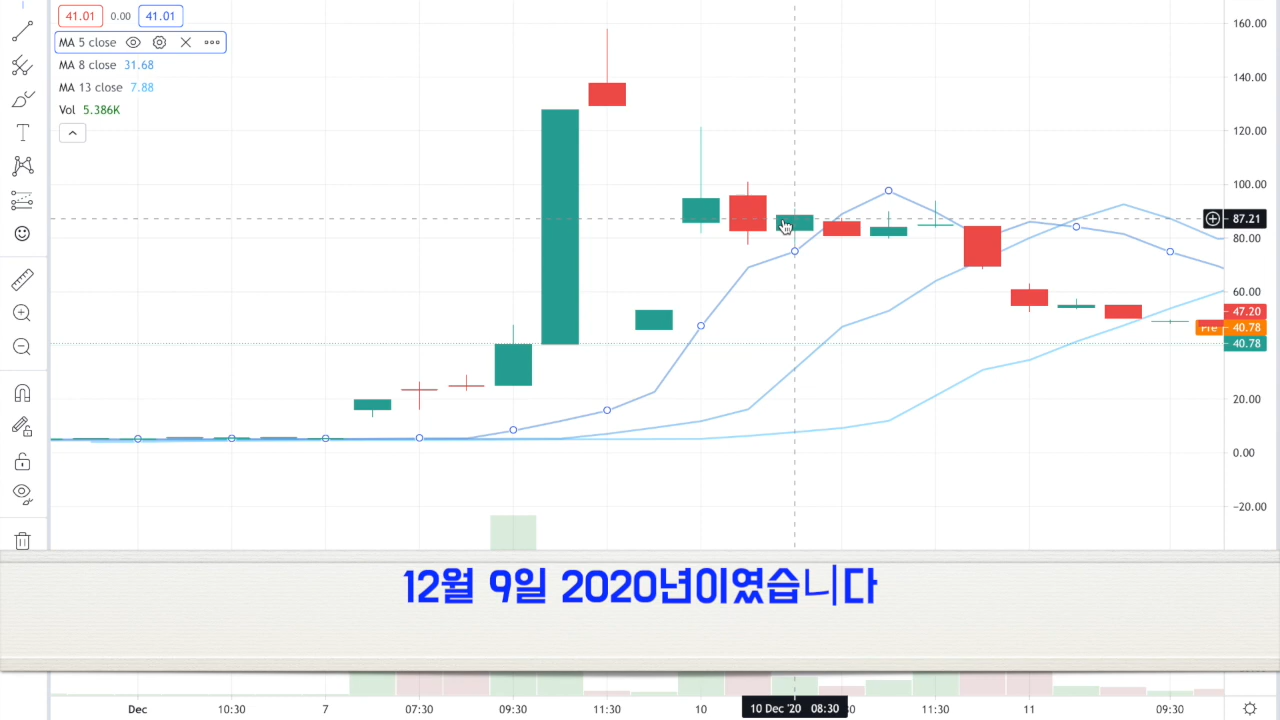 41.01 0.00 41.01
MA 5 close
MA 8 close 31.68
MA 13 close 7.88
Vol 5.386K
160.00
140.00
120.00
100.00
87.21
80.00
60.00
47.20
Pre 40.78
40.78
20.00
0.00
−20.00
12월 9일 2020년이였습니다
Dec 10:30 7 07:30 09:30 11:30 10 10 Dec '20 08:30 :30 11:30 11 09:30